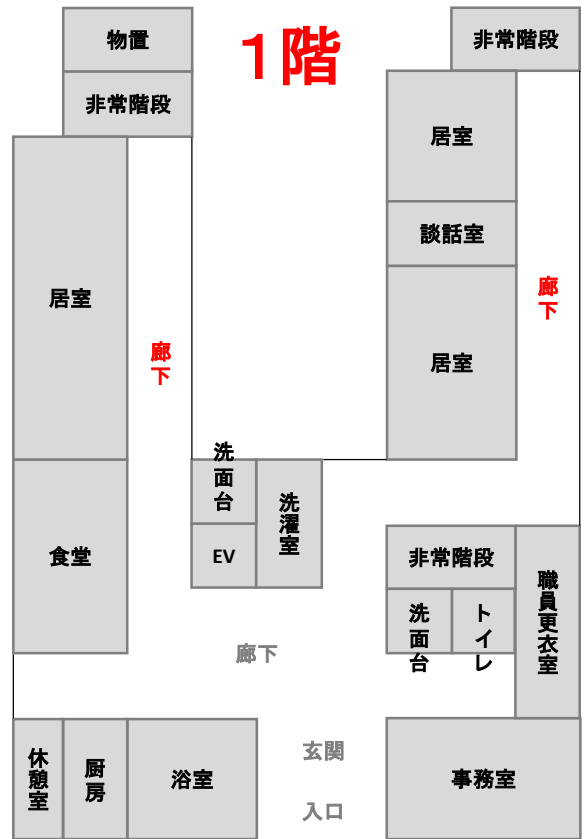 物置
1階
非常階段
非常階段
居室
談話室
居室
廊下
居室
廊下
洗面台
洗濯室
EV
食堂
非常階段
職員更衣室
洗面台
トイレ
廊下
休憩室
厨房
浴室
玄関
入口
事務室